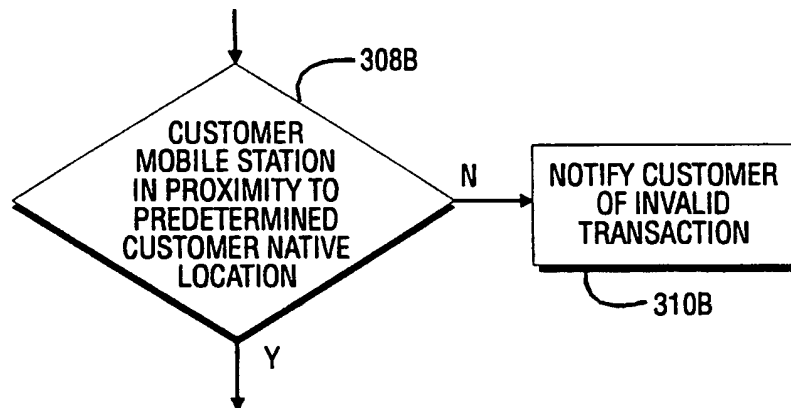 308B
CUSTOMER
MOBILE STATION
IN PROXIMITY TO
PREDETERMINED
CUSTOMER NATIVE
LOCATION
N
NOTIFY CUSTOMER
OF INVALID
TRANSACTION
310B
Y